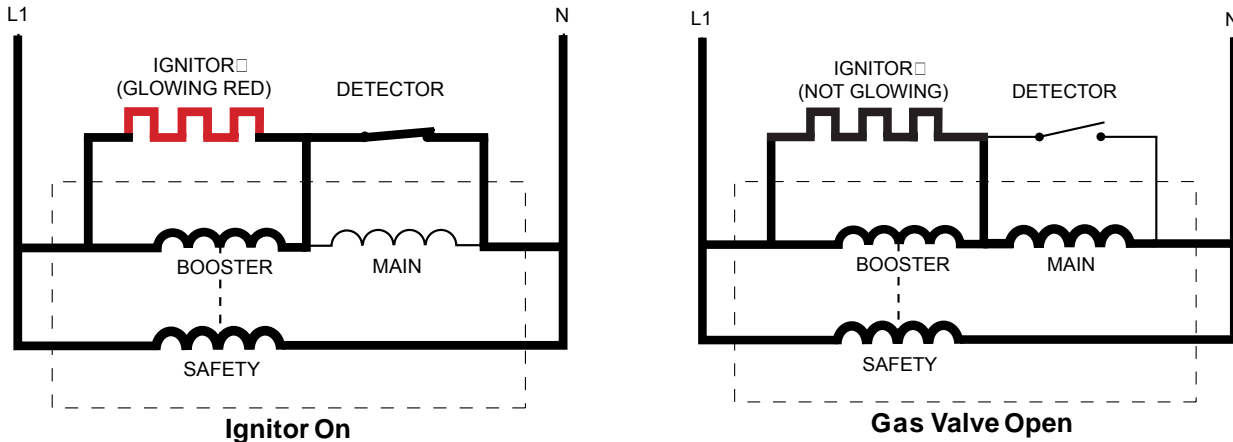 L1
N
IGNITOR□
(GLOWING RED)
DETECTOR
BOOSTER
MAIN
SAFETY
Ignitor On
L1
N
IGNITOR□
(NOT GLOWING)
DETECTOR
BOOSTER
MAIN
SAFETY
Gas Valve Open